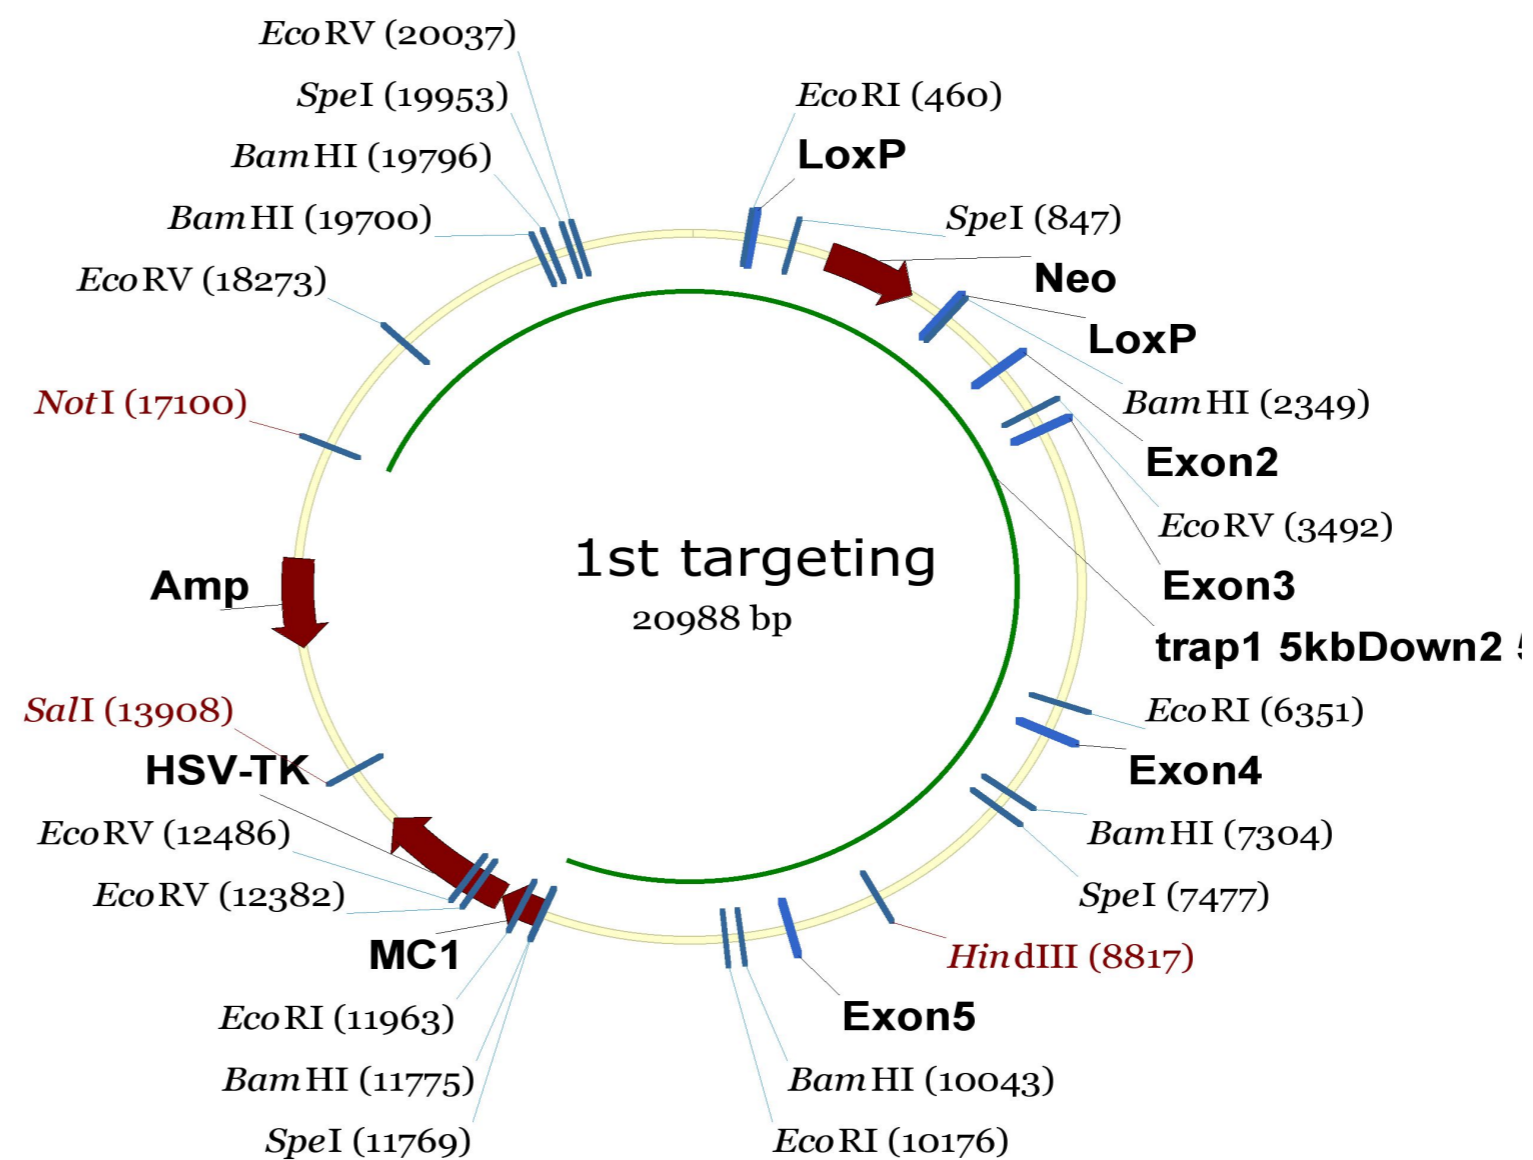 EcoRV (20037)
SpeI (19953)
BamHI (19796)
BamHI (19700)
EcoRV (18273)
NotI (17100)
Amp
SalI (13908)
HSV-TK
EcoRV (12486)
EcoRV (12382)
MC1
EcoRI (11963)
BamHI (11775)
SpeI (11769)
EcoRI (460)
LoxP
SpeI (847)
Neo
LoxP
BamHI (2349)
Exon2
EcoRV (3492)
Exon3
trap1 5kbDown2
EcoRI (6351)
Exon4
BamHI (7304)
SpeI (7477)
HindIII (8817)
Exon5
BamHI (10043)
EcoRI (10176)
1st targeting
20988 bp